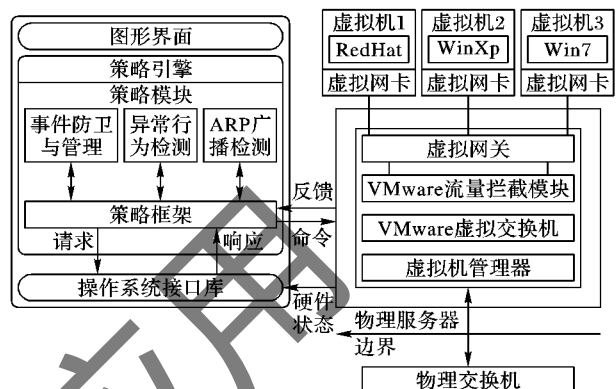 图形界面
策略引擎
策略模块
事件防卫
与管理
异常行
为检测
ARP广
播检测
策略框架
请求
响应
操作系统接口库
反馈
命令
硬件
状态
虚拟机1
RedHat
虚拟网卡
虚拟机2
WinXp
虚拟网卡
虚拟机3
Win7
虚拟网卡
虚拟网关
VMware流量拦截模块
VMware虚拟交换机
虚拟机管理器
物理服务器
边界
物理交换机
应用